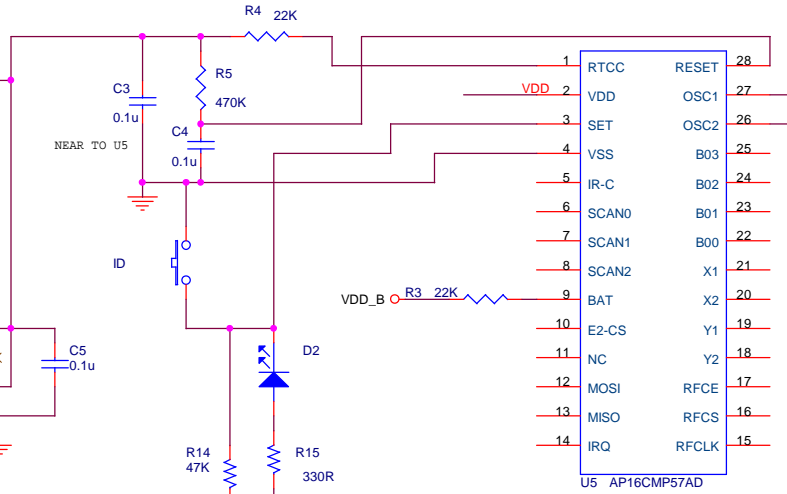 R4 22K
C3
0.1u
R5
470K
C4
0.1u
NEAR TO U5
ID
VDD
VDD_B
R3 22K
C5
0.1u
D2
R14
47K
R15
330R
1 RTCC
2 VDD
3 SET
4 VSS
5 IR-C
6 SCAN0
7 SCAN1
8 SCAN2
9 BAT
10 E2-CS
11 NC
12 MOSI
13 MISO
14 IRQ
RESET 28
OSC1 27
OSC2 26
B03 25
B02 24
B01 23
B00 22
X1 21
X2 20
Y1 19
Y2 18
RFCE 17
RFCS 16
RFCLK 15
U5 AP16CMP57AD